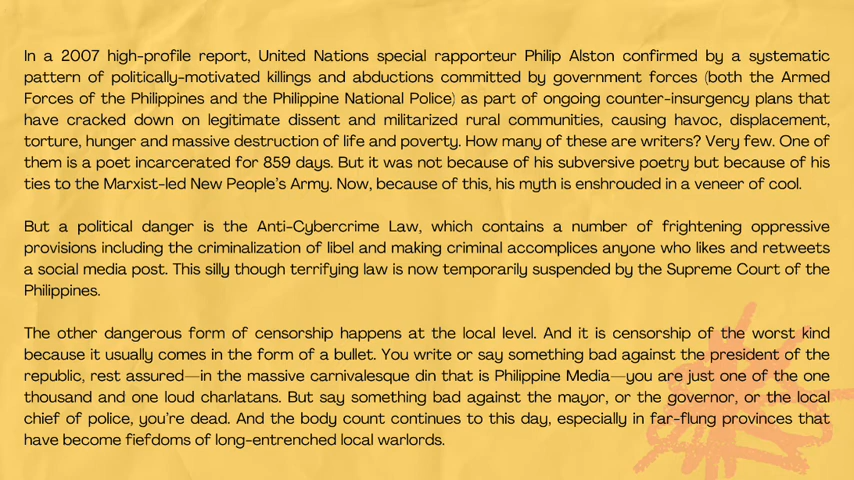 In a 2007 high-profile report, United Nations special rapporteur Philip Alston confirmed by a systematic
pattern of politically-motivated killings and abductions committed by government forces (both the Armed
Forces of the Philippines and the Philippine National Police) as part of ongoing counter-insurgency plans that
have cracked down on legitimate dissent and militarized rural communities, causing havoc, displacement,
torture, hunger and massive destruction of life and poverty. How many of these are writers? Very few. One of
them is a poet incarcerated for 859 days. But it was not because of his subversive poetry but because of his
ties to the Marxist-led New People's Army. Now, because of this, his myth is enshrouded in a veneer of cool.
But a political danger is the Anti-Cybercrime Law, which contains a number of frightening oppressive
provisions including the criminalization of libel and making criminal accomplices anyone who likes and retweets
a social media post. This silly though terrifying law is now temporarily suspended by the Supreme Court of the
Philippines.
The other dangerous form of censorship happens at the local level. And it is censorship of the worst kind
because it usually comes in the form of a bullet. You write or say something bad against the president of the
republic, rest assured—in the massive carnivalesque din that is Philippine Media—you are just one of the one
thousand and one loud charlatans. But say something bad against the mayor, or the governor, or the local
chief of police, you're dead. And the body count continues to this day, especially in far-flung provinces that
have become fiefdoms of long-entrenched local warlords.